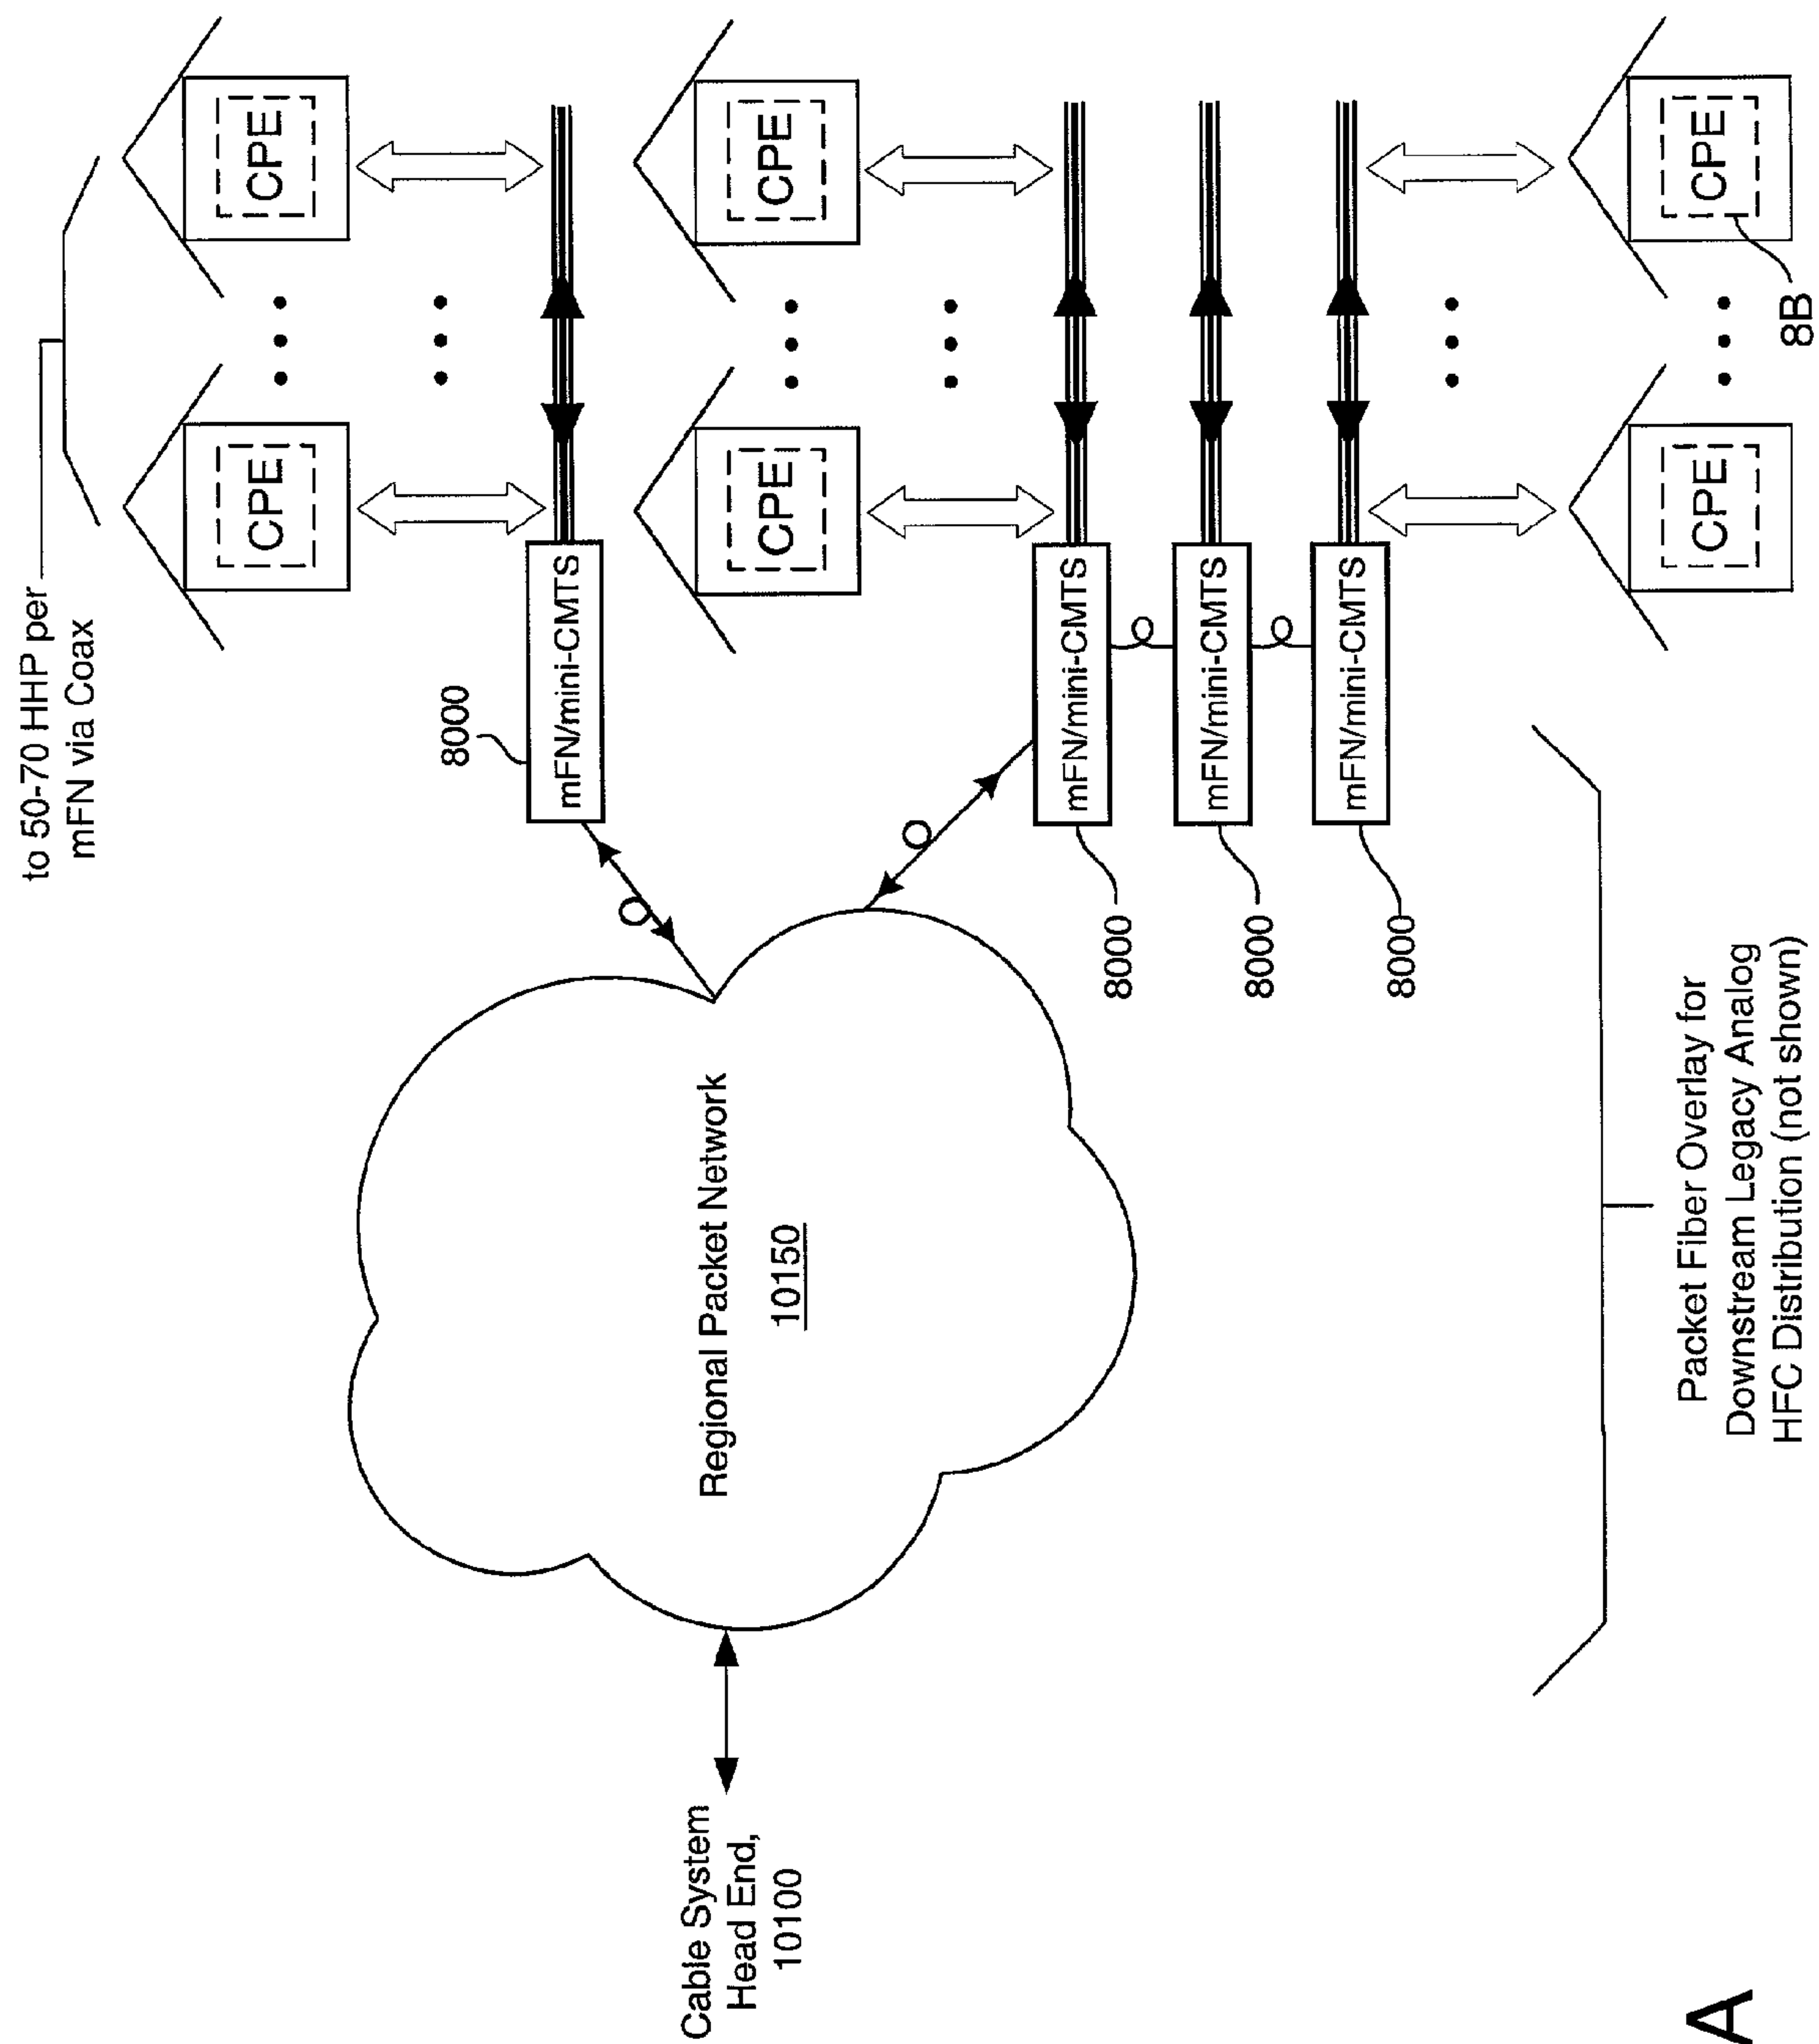 to 50-70 HHP per
mFN via Coax
CPE
CPE
8000
mFN/mini-CMTS
CPE
CPE
Regional Packet Network
10150
Cable System
Head End,
10100
mFN/mini-CMTS
8000
mFN/mini-CMTS
8000
mFN/mini-CMTS
8000
CPE
CPE
8B
Packet Fiber Overlay for
Downstream Legacy Analog
HFC Distribution (not shown)
A